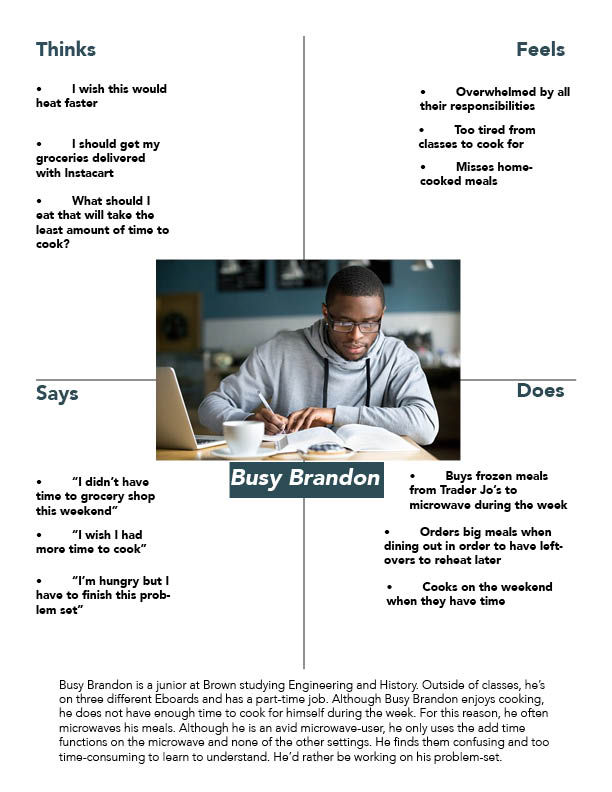 Thinks
• I wish this would
heat faster
• I should get my
groceries delivered
with Instacart
• What should I
eat that will take the
least amount of time to
cook?
Feels
• Overwhelmed by all
their responsibilities
• Too tired from
classes to cook for
• Misses home-
cooked meals
Says
• “I didn’t have
time to grocery shop
this weekend”
• “I wish I had
more time to cook”
• “I’m hungry but I
have to finish this prob-
lem set”
Does
• Buys frozen meals
from Trader Jo’s to
microwave during the week
• Orders big meals when
dining out in order to have left-
overs to reheat later
• Cooks on the weekend
when they have time
Busy Brandon
Busy Brandon is a junior at Brown studying Engineering and History. Outside of classes, he’s
on three different Eboards and has a part-time job. Although Busy Brandon enjoys cooking,
he does not have enough time to cook for himself during the week. For this reason, he often
microwaves his meals. Although he is an avid microwave-user, he only uses the add time
functions on the microwave and none of the other settings. He finds them confusing and too
time-consuming to learn to understand. He’d rather be working on his problem-set.